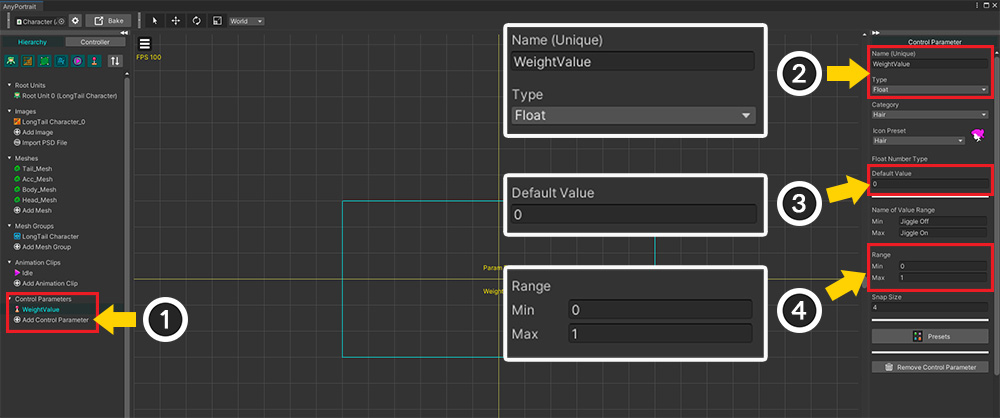 AnyPortrait
Character (
Bake
World
Hierarchy
Controller
FPS 100
Root Units
Root Unit 0 (LongTail Character)
Images
LongTail Character_0
Add Image
Import PSD File
Meshes
Tail_Mesh
Acc_Mesh
Body_Mesh
Head_Mesh
Add Mesh
Mesh Groups
LongTail Character
Add Mesh Group
Animation Clips
Idle
Add Animation Clip
Control Parameters
WeightValue
Add Control Parameter
1
Param
Weight
Name (Unique)
WeightValue
Type
Float
2
Default Value
0
3
Range
Min 0
Max 1
4
Control Parameter
Name (Unique)
WeightValue
Type
Float
Category
Hair
Icon Preset
Hair
Float Number Type
Default Value
0
Name of Value Range
Min Jiggle Off
Max Jiggle On
Range
Min 0
Max 1
Snap Size
4
Presets
Remove Control Parameter